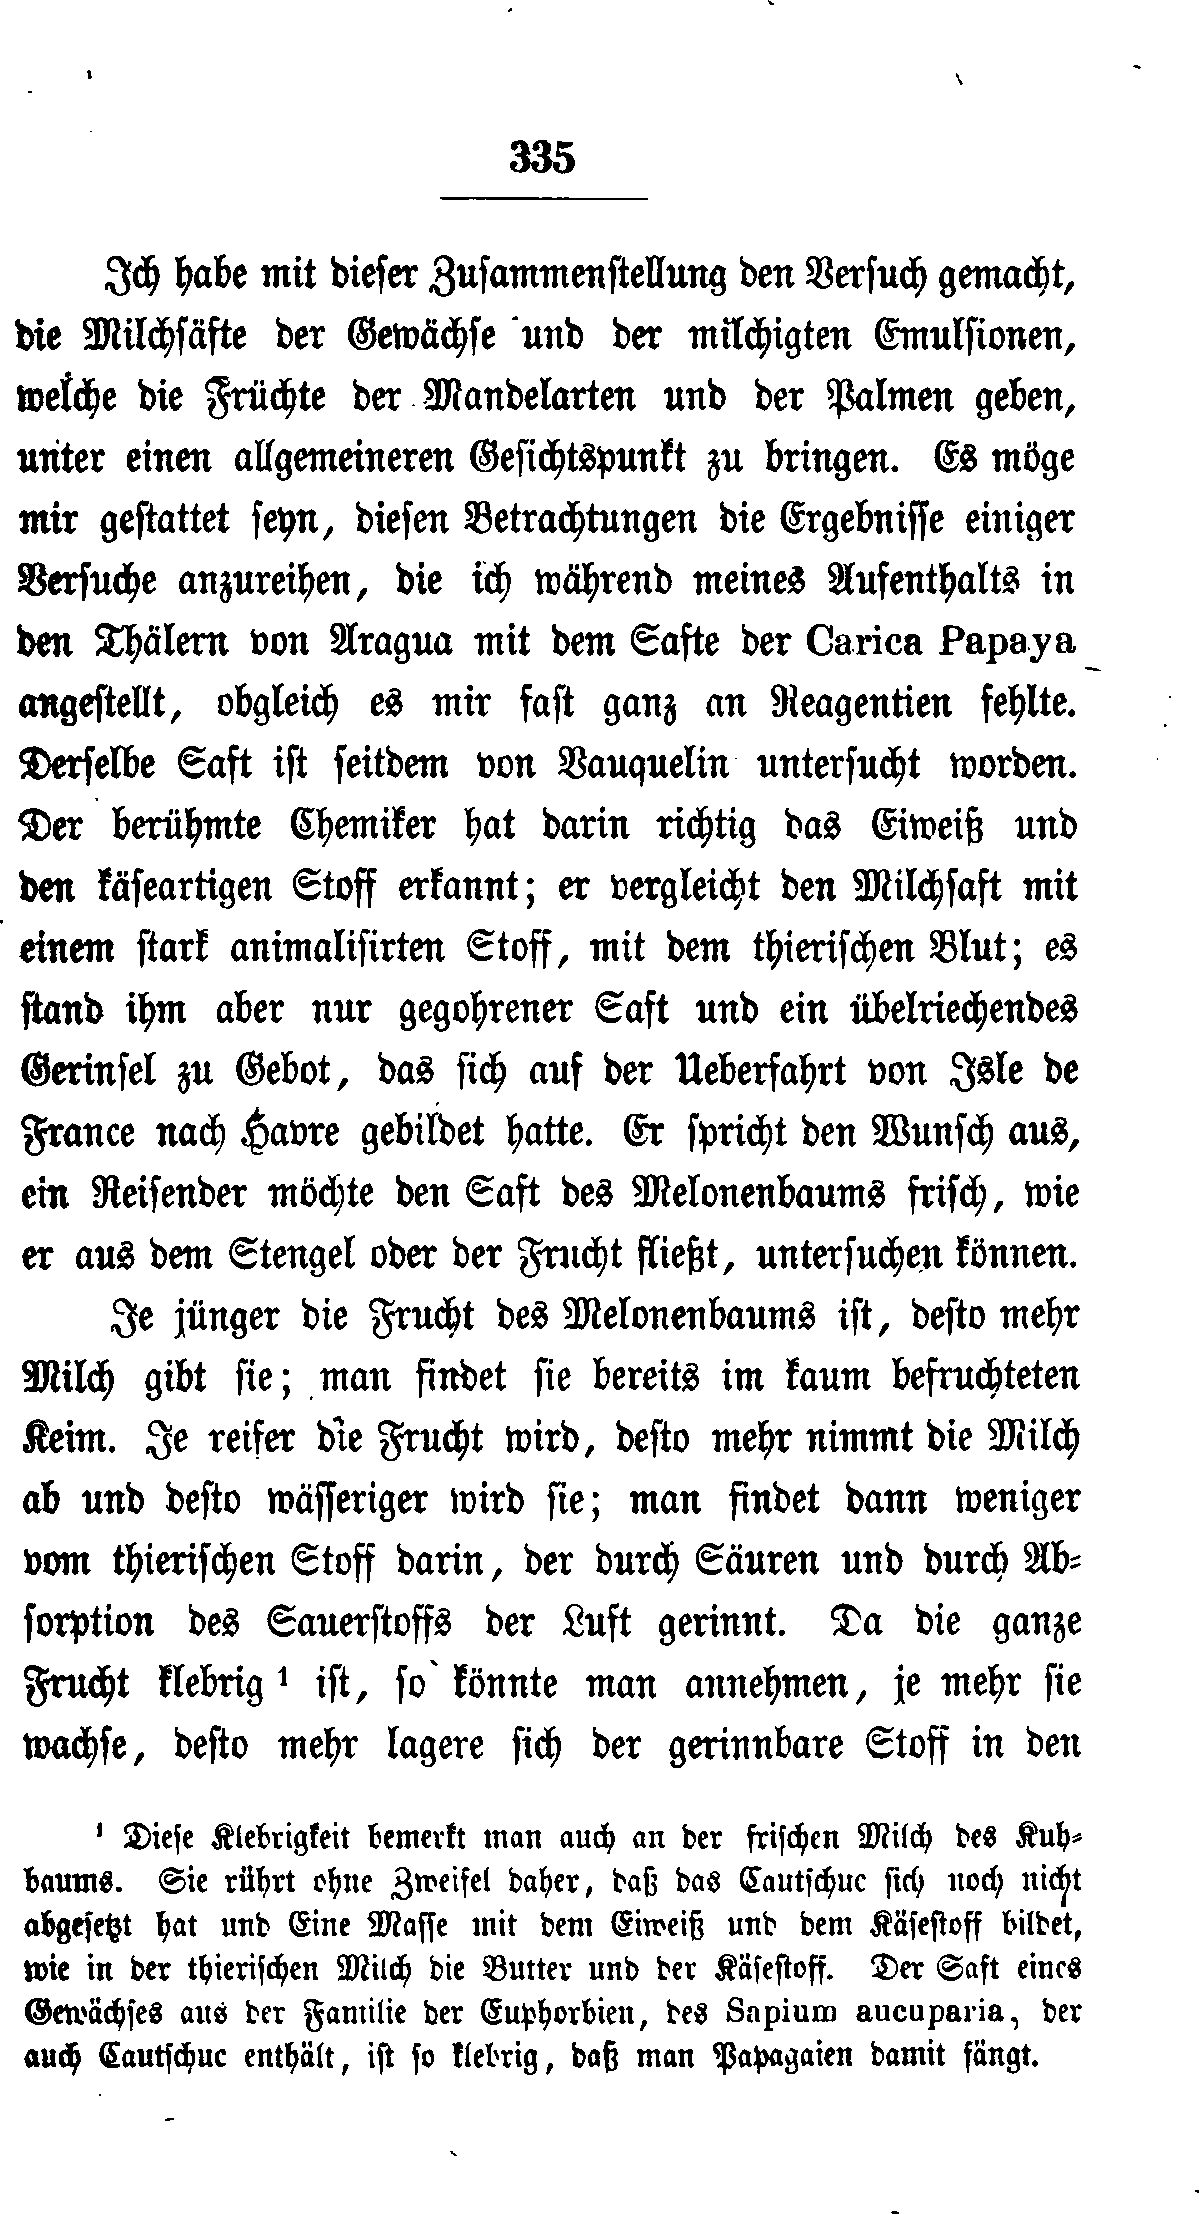 335
Ich habe mit dieser Zusammenstellung den Versuch gemacht,
die Milchsäfte der Gewächse und der milchigten Emulsionen,
welche die Früchte der Mandelarten und der Palmen geben,
unter einen allgemeineren Gesichtspunkt zu bringen. Es möge
mir gestattet seyn, diesen Betrachtungen die Ergebnisse einiger
Versuche anzureihen, die ich während meines Aufenthalts in
den Thälern von Aragua mit dem Safte der Carica Papaya
angestellt, obgleich es mir fast ganz an Reagentien fehlte.
Derselbe Saft ist seitdem von Vauquelin untersucht worden.
Der berühmte Chemiker hat darin richtig das Eiweiß und
den käseartigen Stoff erkannt; er vergleicht den Milchsaft mit
einem stark animalisirten Stoff, mit dem thierischen Blut; es
stand ihm aber nur gegohrener Saft und ein übelriechendes
Gerinsel zu Gebot, das sich auf der Ueberfahrt von Isle de
France nach Havre gebildet hatte. Er spricht den Wunsch aus,
ein Reisender möchte den Saft des Melonenbaums frisch, wie
er aus dem Stengel oder der Frucht fließt, untersuchen können.
Je jünger die Frucht des Melonenbaums ist, desto mehr
Milch gibt sie; man findet sie bereits im kaum befruchteten
Keim. Je reifer die Frucht wird, desto mehr nimmt die Milch
ab und desto wässeriger wird sie; man findet dann weniger
vom thierischen Stoff darin, der durch Säuren und durch Ab-
sorption des Sauerstoffs der Luft gerinnt. Da die ganze
Frucht klebrig ¹ ist, so könnte man annehmen, je mehr sie
wachse, desto mehr lagere sich der gerinnbare Stoff in den
¹ Diese Klebrigkeit bemerkt man auch an der frischen Milch des Kuh-
baums. Sie rührt ohne Zweifel daher, daß das Cautschuc sich noch nicht
abgesetzt hat und Eine Masse mit dem Eiweiß und dem Käsestoff bildet,
wie in der thierischen Milch die Butter und der Käsestoff. Der Saft eines
Gewächses aus der Familie der Euphorbien, des Sapium aucuparia, der
auch Cautschuc enthält, ist so klebrig, daß man Papagaien damit fängt.